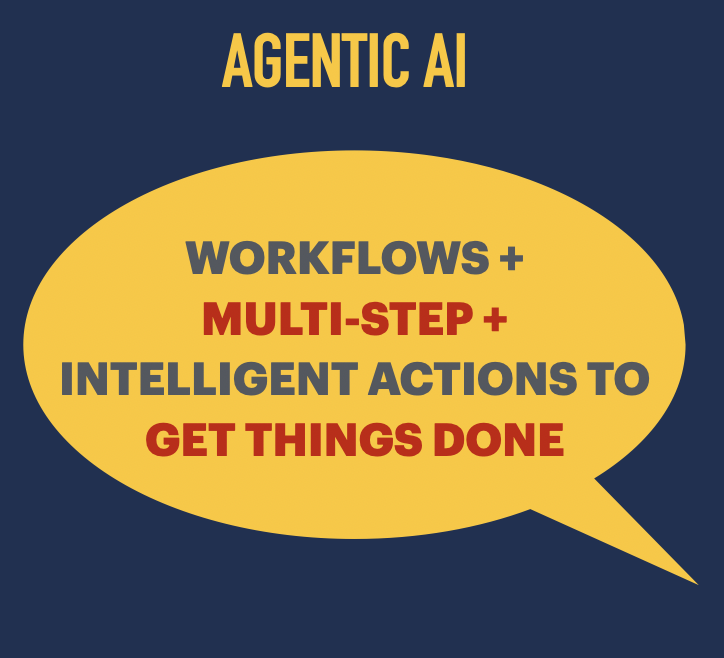 AGENTIC AI
WORKFLOWS +
MULTI-STEP +
INTELLIGENT ACTIONS TO
GET THINGS DONE